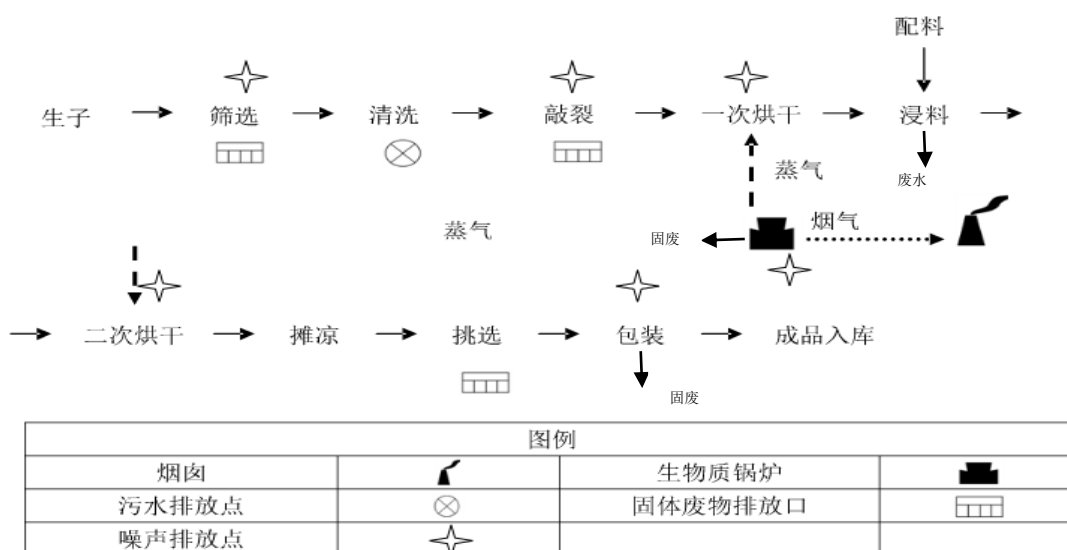 配料
生子 筛选 清洗 敲裂 一次烘干 浸料
蒸气
废水
烟气
蒸气
固废
二次烘干 摊凉 挑选 包装 成品入库
固废
图例
烟囱 生物质锅炉
污水排放点 固体废物排放口
噪声排放点